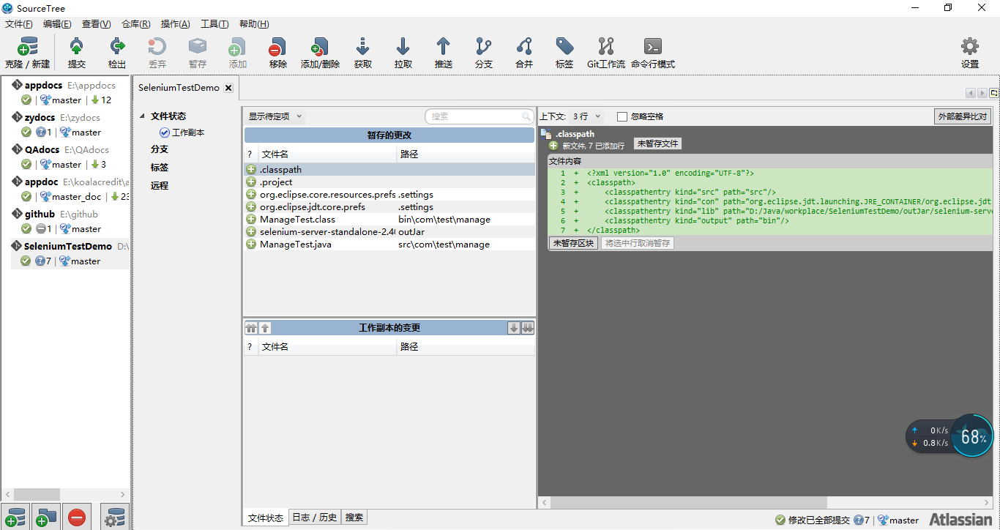 SourceTree
文件(F) 编辑(E) 查看(V) 仓库(R) 操作(A) 工具(T) 帮助(H)
克隆 / 新建 提交 检出 丢弃 暂存 添加 移除 添加/删除 获取 拉取 推送 分支 合并 标签 Git工作流 命令行模式 设置
appdocs E:\appdocs
master 12
zydocs E:\zydocs
1 master
QAdocs E:\QAdocs
master 3
appdoc E:\koalacredit\a
master_doc 23
github E:\github
1 master
SeleniumTestDemo D:\
7 master
SeleniumTestDemo
文件状态
工作副本
分支
标签
远程
显示待定项 搜索
暂存的更改
? 文件名 路径
.classpath
.project
org.eclipse.core.resources.prefs .settings
org.eclipse.jdt.core.prefs .settings
ManageTest.class bin\com\test\manage
selenium-server-standalone-2.4 outJar
ManageTest.java src\com\test\manage
工作副本的变更
? 文件名 路径
文件状态 日志 / 历史 搜索
上下文: 3 行 忽略空格 外部差异比对
.classpath
新文件, 7 已添加行 未暂存文件
文件内容
1 + <?xml version="1.0" encoding="UTF-8"?>
2 + <classpath>
3 + <classpathentry kind="src" path="src"/>
4 + <classpathentry kind="con" path="org.eclipse.jdt.launching.JRE_CONTAINER/org.eclipse.jdt
5 + <classpathentry kind="lib" path="D:/Java/workplace/SeleniumTestDemo/outJar/selenium-serve
6 + <classpathentry kind="output" path="bin"/>
7 + </classpath>
未暂存区块 将选中行取消暂存
0K/s
0.8K/s
68%
修改已全部提交 7 master Atlassian